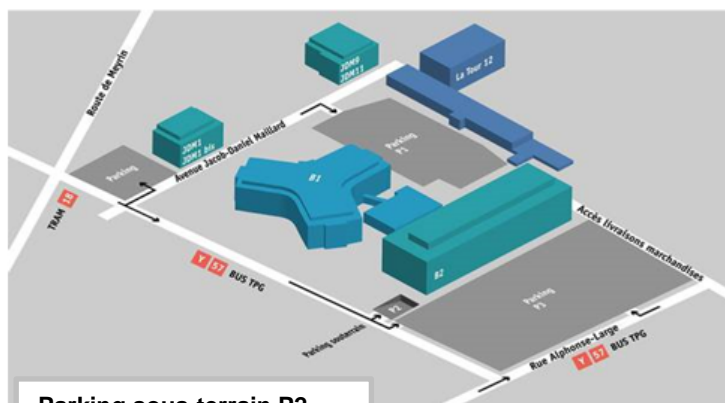 Route de Meyrin
JDM9
JDM11
La Tour 12
JDM1
JDM1 bis
Avenue Jacob-Daniel Maillard
Parking
P1
Parking
B1
TRAM 18
Y 57 BUS TPG
B2
Accès livraisons marchandises
P2
Parking souterrain
Parking
P3
Rue Alphonse-Large
Y 57 BUS TPG
Parking sous-terrain P2